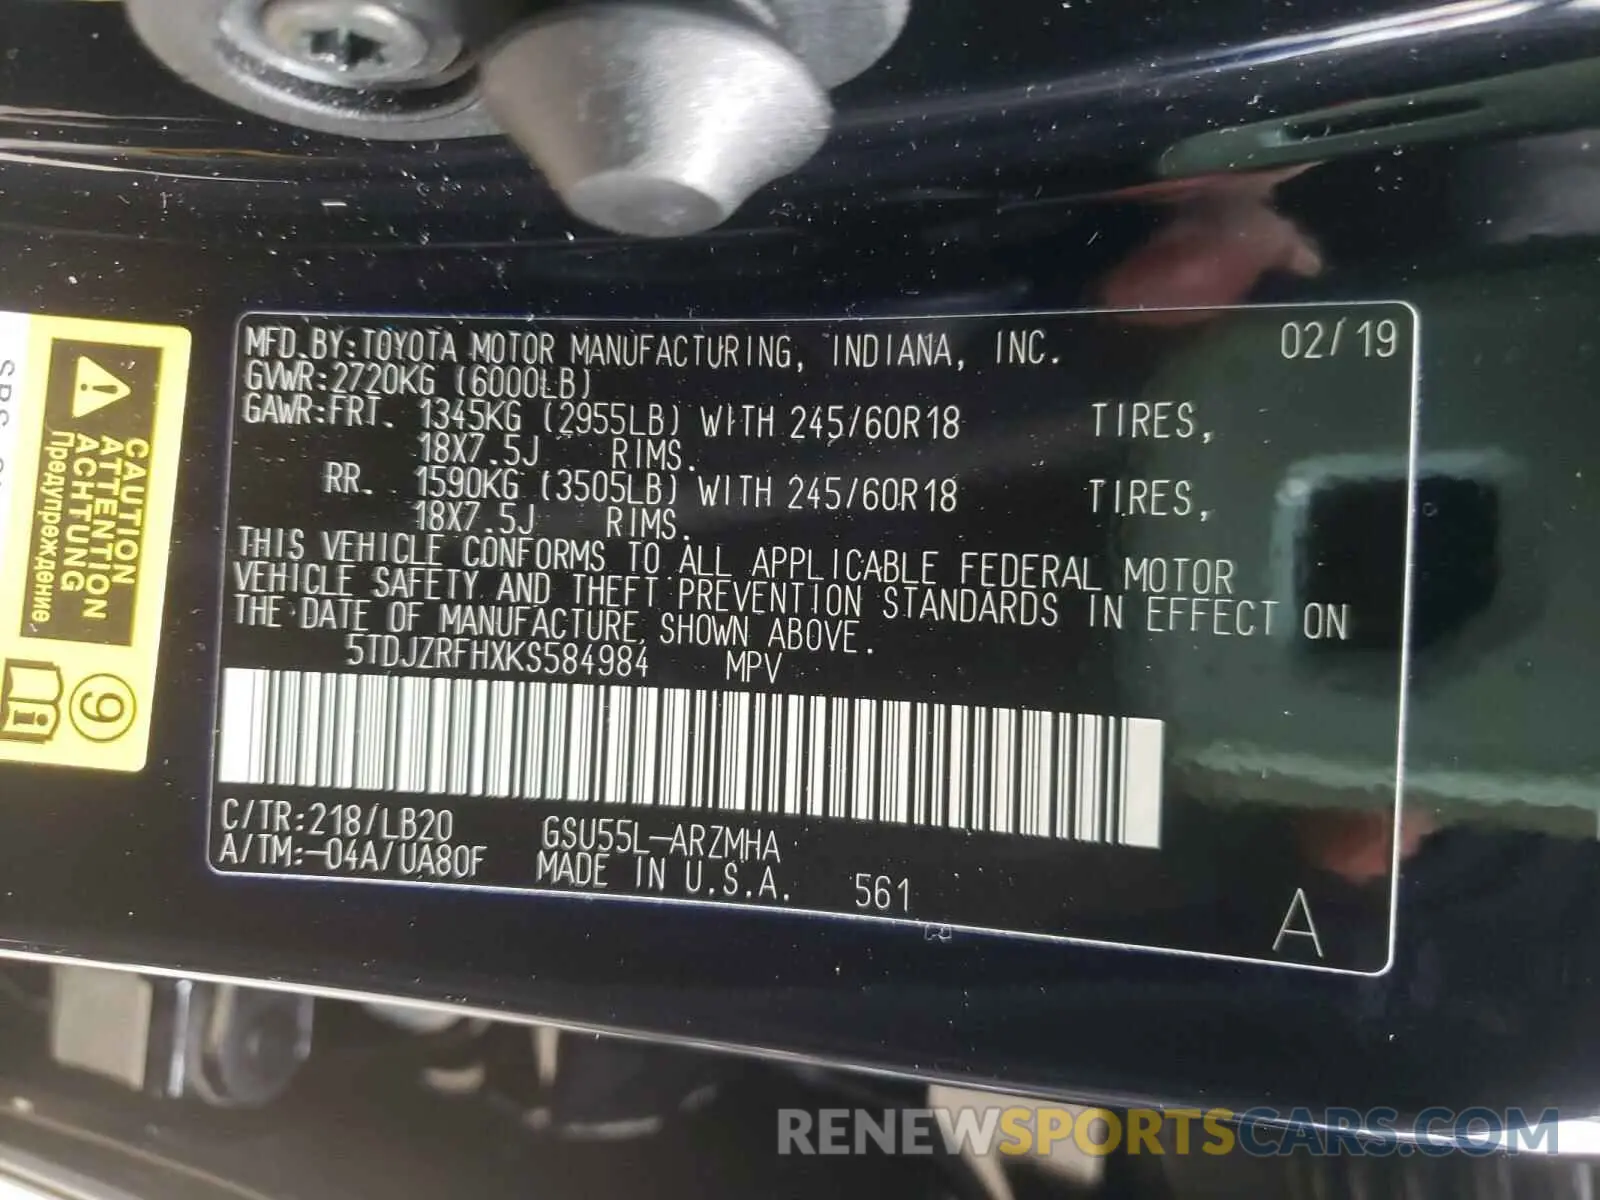 MFD.BY:TOYOTA MOTOR MANUFACTURING, INDIANA, INC. 02/19
GVWR:2720KG (6000LB)
GAWR:FRT. 1345KG (2955LB) WITH 245/60R18 TIRES,
18X7.5J RIMS.
RR. 1590KG (3505LB) WITH 245/60R18 TIRES,
18X7.5J RIMS.
THIS VEHICLE CONFORMS TO ALL APPLICABLE FEDERAL MOTOR
VEHICLE SAFETY AND THEFT PREVENTION STANDARDS IN EFFECT ON
THE DATE OF MANUFACTURE SHOWN ABOVE.
5TDJZRFHXKS584984 MPV
C/TR:218/LB20 GSU55L-ARZMHA
A/TM:-04A/UA80F MADE IN U.S.A. 561
A
CAUTION
ATTENTION
ACHTUNG
Предупреждение
9
RENEWSPORTSCARS.COM